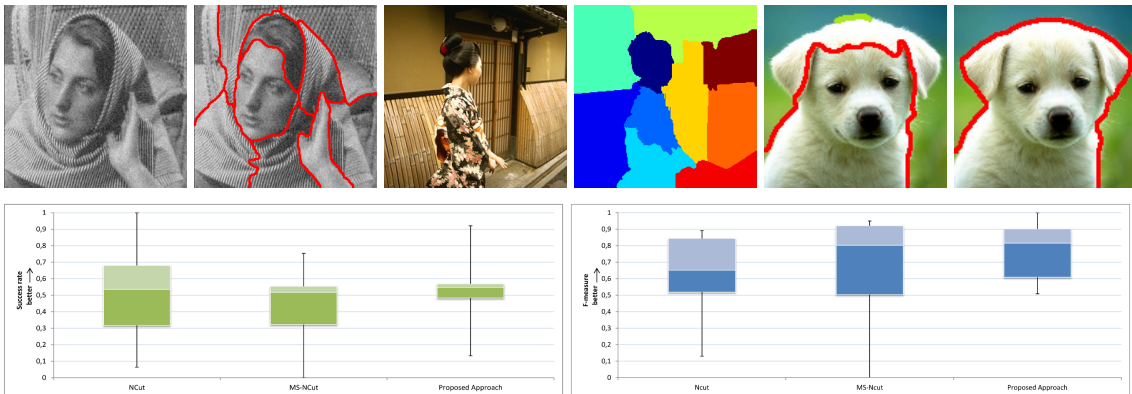 1
0,9
0,8
0,7
0,6
0,5
0,4
0,3
0,2
0,1
0
Success rate
better
NCut
MS-NCut
Proposed Approach
1
0,9
0,8
0,7
0,6
0,5
0,4
0,3
0,2
0,1
0
F-measure
better
Ncut
MS-Ncut
Proposed Approach